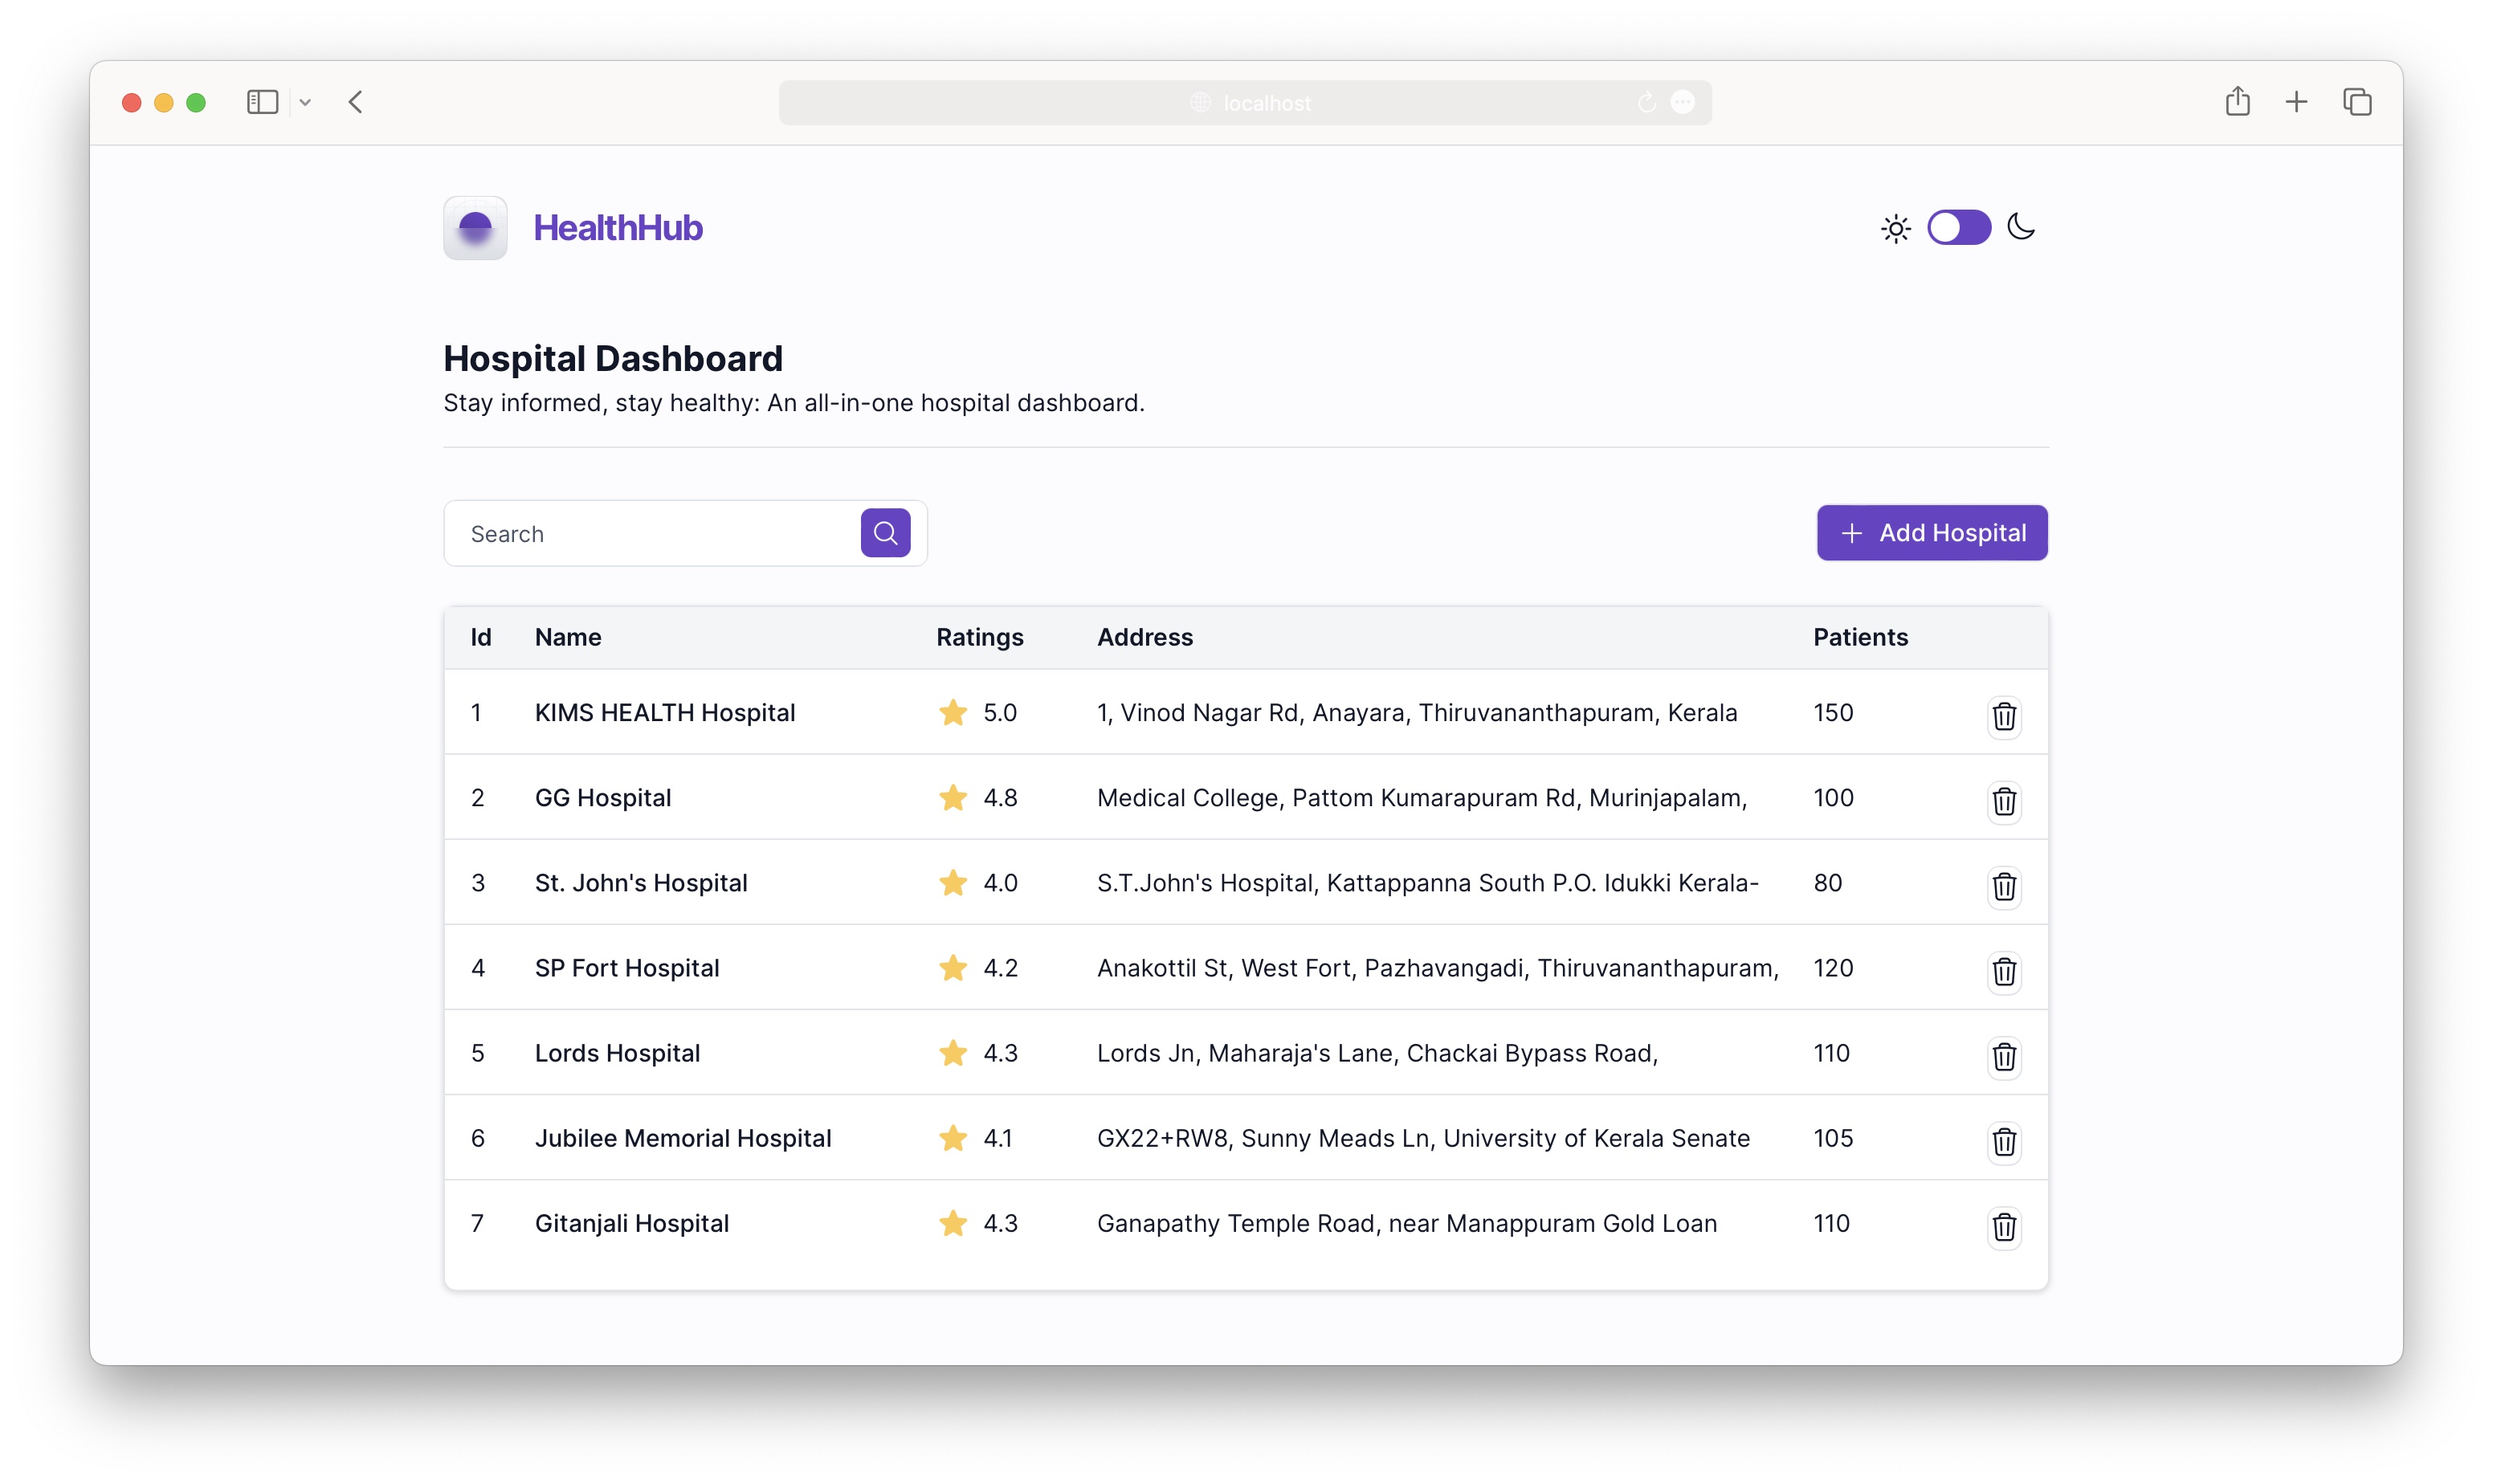 localhost
HealthHub
Hospital Dashboard
Stay informed, stay healthy: An all-in-one hospital dashboard.
Search
Add Hospital
Id Name Ratings Address Patients
1 KIMS HEALTH Hospital 5.0 1, Vinod Nagar Rd, Anayara, Thiruvananthapuram, Kerala 150
2 GG Hospital 4.8 Medical College, Pattom Kumarapuram Rd, Murinjapalam, 100
3 St. John's Hospital 4.0 S.T.John's Hospital, Kattappanna South P.O. Idukki Kerala- 80
4 SP Fort Hospital 4.2 Anakottil St, West Fort, Pazhavangadi, Thiruvananthapuram, 120
5 Lords Hospital 4.3 Lords Jn, Maharaja's Lane, Chackai Bypass Road, 110
6 Jubilee Memorial Hospital 4.1 GX22+RW8, Sunny Meads Ln, University of Kerala Senate 105
7 Gitanjali Hospital 4.3 Ganapathy Temple Road, near Manappuram Gold Loan 110